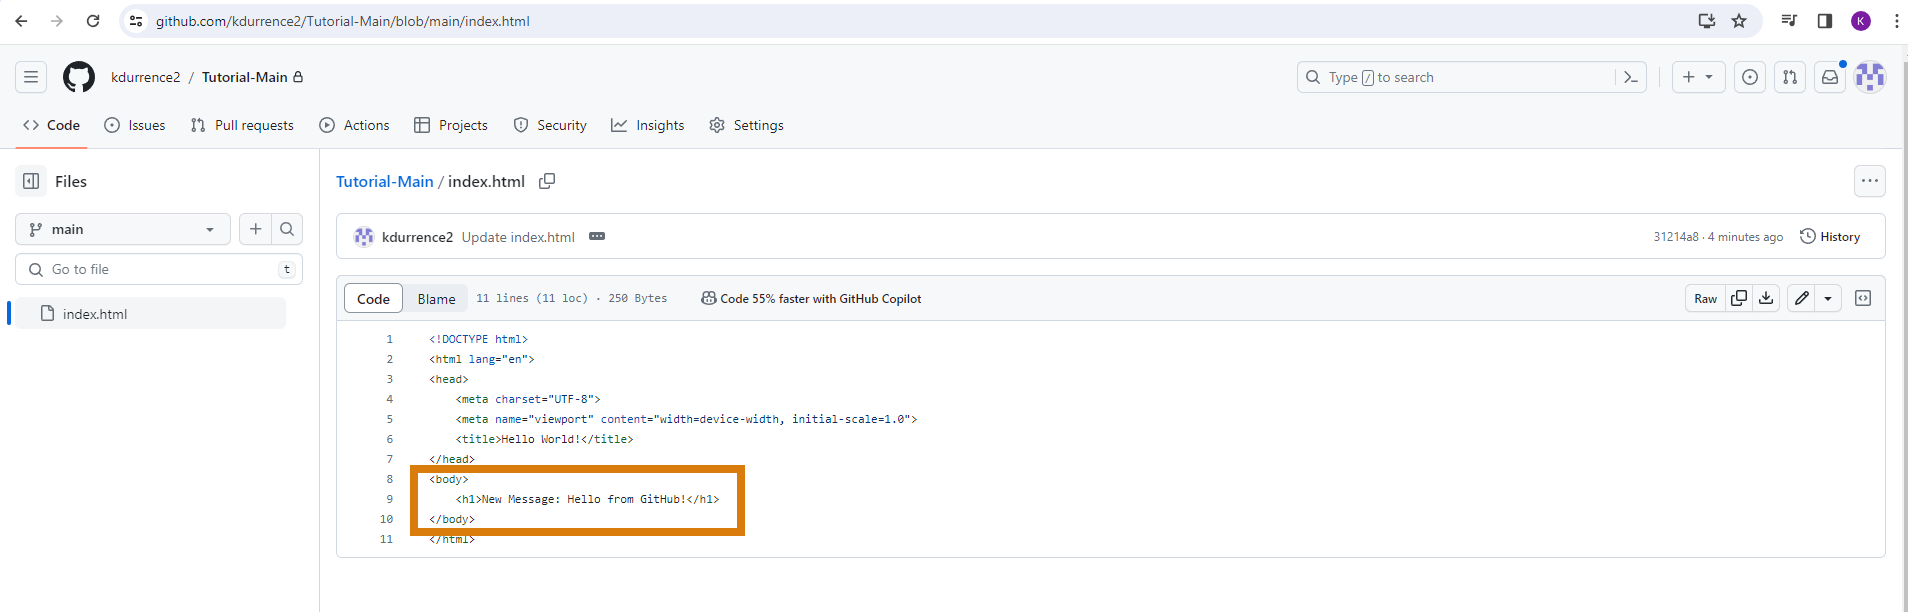 github.com/kdurrence2/Tutorial-Main/blob/main/index.html
K
kdurrence2 / Tutorial-Main
Type / to search
Code Issues Pull requests Actions Projects Security Insights Settings
Files
Tutorial-Main / index.html
main
kdurrence2 Update index.html
31214a8 · 4 minutes ago
History
Go to file
t
index.html
Code Blame 11 lines (11 loc) · 250 Bytes Code 55% faster with GitHub Copilot
Raw
1 <!DOCTYPE html>
2 <html lang="en">
3 <head>
4 <meta charset="UTF-8">
5 <meta name="viewport" content="width=device-width, initial-scale=1.0">
6 <title>Hello World!</title>
7 </head>
8 <body>
9 <h1>New Message: Hello from GitHub!</h1>
10 </body>
11 </html>